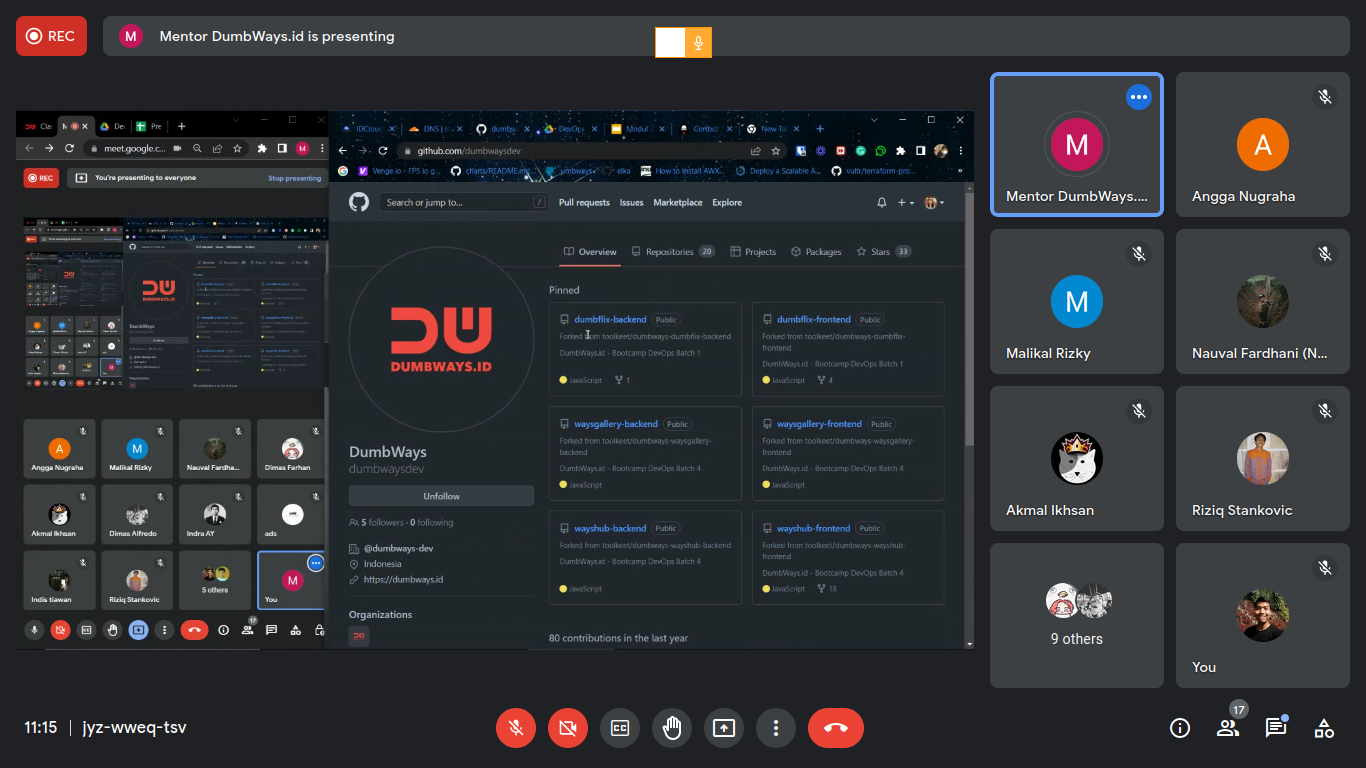 REC
M
Mentor DumbWays.id is presenting
Cla
M
De
Pre
meet.google.c...
M
REC
You're presenting to everyone
Stop presenting
A
Angga Nugraha
M
Malikal Rizky
Nauval Fardha...
Dimas Farhan
Akmal Ikhsan
Dimas Alfredo
Indra AY
ads
Indis tiawan
Riziq Stankovic
5 others
M
You
17
IDCloud
DNS | s
dumbw
DevOps
Modul
Certbot
New Ta
github.com/dumbwaysdev
Venge.io - FPS io g...
charts/README.m...
umbways
elka
How to Install AWX...
Deploy a Scalable A...
vultr/terraform-pro...
»
Search or jump to...
/
Pull requests
Issues
Marketplace
Explore
Overview
Repositories 20
Projects
Packages
Stars 33
DW
DUMBWAYS.ID
DumbWays
dumbwaysdev
Unfollow
5 followers · 0 following
@dumbways-dev
Indonesia
https://dumbways.id
Organizations
Pinned
dumbflix-backend Public
Forked from toolkeet/dumbways-dumbflix-backend
DumbWays.id - Bootcamp DevOps Batch 1
JavaScript 1
dumbflix-frontend Public
Forked from toolkeet/dumbways-dumbflix-
frontend
DumbWays.id - Bootcamp DevOps Batch 1
JavaScript 4
waysgallery-backend Public
Forked from toolkeet/dumbways-waysgallery-
backend
DumbWays.id - Bootcamp DevOps Batch 4
JavaScript
waysgallery-frontend Public
Forked from toolkeet/dumbways-waysgallery-
frontend
DumbWays.id - Bootcamp DevOps Batch 4
JavaScript
wayshub-backend Public
Forked from toolkeet/dumbways-wayshub-backend
DumbWays.id - Bootcamp DevOps Batch 4
JavaScript
wayshub-frontend Public
Forked from toolkeet/dumbways-wayshub-
frontend
DumbWays.id - Bootcamp DevOps Batch 4
JavaScript 18
80 contributions in the last year
M
Mentor DumbWays....
A
Angga Nugraha
M
Malikal Rizky
Nauval Fardhani (N...
Akmal Ikhsan
Riziq Stankovic
9 others
You
11:15 | jyz-wweq-tsv
17